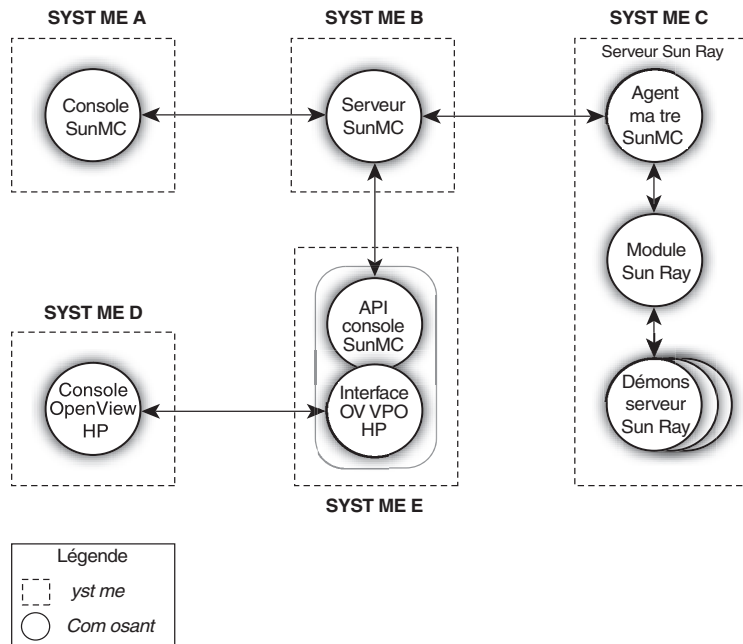 SYST ME A
SYST ME B
SYST ME C
Serveur Sun Ray
Console
SunMC
Serveur
SunMC
Agent
ma tre
SunMC
Module
Sun Ray
SYST ME D
API
console
SunMC
Console
OpenView
HP
Interface
OV VPO
HP
Démons
serveur
Sun Ray
SYST ME E
Légende
yst me
Com osant